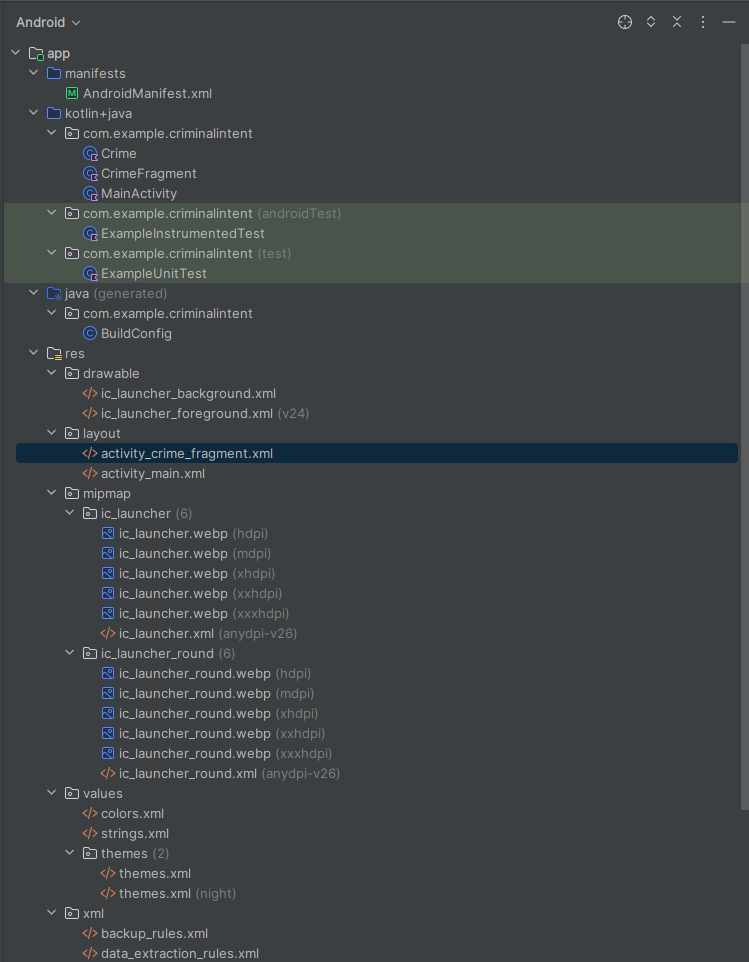 Android
app
manifests
AndroidManifest.xml
kotlin+java
com.example.criminalintent
Crime
CrimeFragment
MainActivity
com.example.criminalintent (androidTest)
ExampleInstrumentedTest
com.example.criminalintent (test)
ExampleUnitTest
java (generated)
com.example.criminalintent
BuildConfig
res
drawable
ic_launcher_background.xml
ic_launcher_foreground.xml (v24)
layout
activity_crime_fragment.xml
activity_main.xml
mipmap
ic_launcher (6)
ic_launcher.webp (hdpi)
ic_launcher.webp (mdpi)
ic_launcher.webp (xhdpi)
ic_launcher.webp (xxhdpi)
ic_launcher.webp (xxxhdpi)
ic_launcher.xml (anydpi-v26)
ic_launcher_round (6)
ic_launcher_round.webp (hdpi)
ic_launcher_round.webp (mdpi)
ic_launcher_round.webp (xhdpi)
ic_launcher_round.webp (xxhdpi)
ic_launcher_round.webp (xxxhdpi)
ic_launcher_round.xml (anydpi-v26)
values
colors.xml
strings.xml
themes (2)
themes.xml
themes.xml (night)
xml
backup_rules.xml
data_extraction_rules.xml